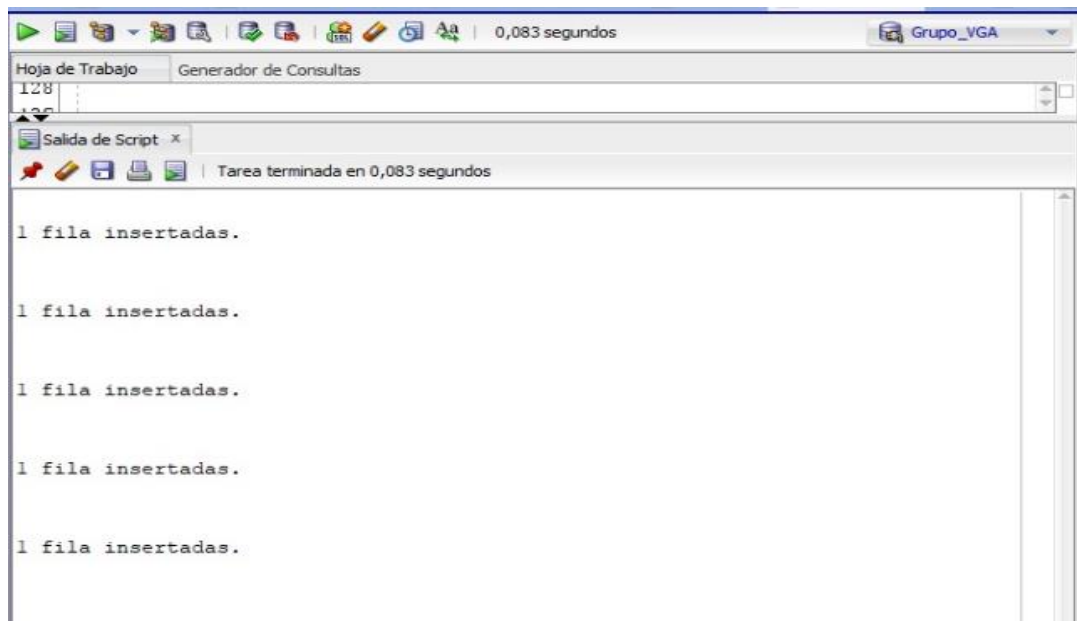 0,083 segundos
Grupo_VGA
Hoja de Trabajo Generador de Consultas
128
Salida de Script ×
Tarea terminada en 0,083 segundos
1 fila insertadas.
1 fila insertadas.
1 fila insertadas.
1 fila insertadas.
1 fila insertadas.